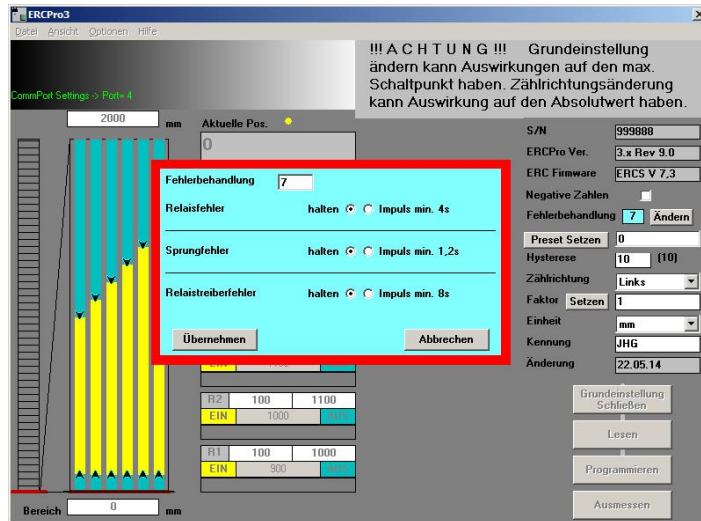 ERCPro3
Datei Ansicht Optionen Hilfe
!!! A C H T U N G !!! Grundeinstellung
ändern kann Auswirkungen auf den max.
Schaltpunkt haben. Zählrichtungsänderung
kann Auswirkung auf den Absolutwert haben.
CommPort Settings -> Port= 4
2000 mm
Aktuelle Pos.
0
Fehlerbehandlung 7
Relaisfehler halten Impuls min. 4s
Sprungfehler halten Impuls min. 1,2s
Relaistreiberfehler halten Impuls min. 8s
Übernehmen Abbrechen
EIN 1100
R2 100 1100
EIN 1000 AUS
R1 100 1000
EIN 900 AUS
Bereich 0 mm
S/N 999888
ERCPro Ver. 3.x Rev 9.0
ERC Firmware ERCS V 7,3
Negative Zahlen
Fehlerbehandlung 7 Ändern
Preset Setzen 0
Hysterese 10 (10)
Zählrichtung Links
Faktor Setzen 1
Einheit mm
Kennung JHG
Änderung 22.05.14
Grundeinstellung
Schließen
Lesen
Programmieren
Ausmessen